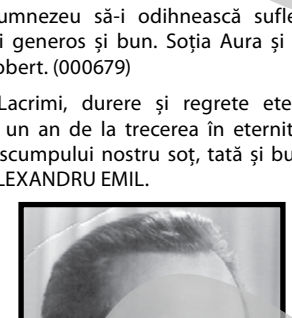 umnezeu să-i odihnească sufle
i generos și bun. Soția Aura și
obert. (000679)
Lacrimi, durere și regrete ete
un an de la trecerea în eternit
scumpului nostru soț, tată și bu
LEXANDRU EMIL.